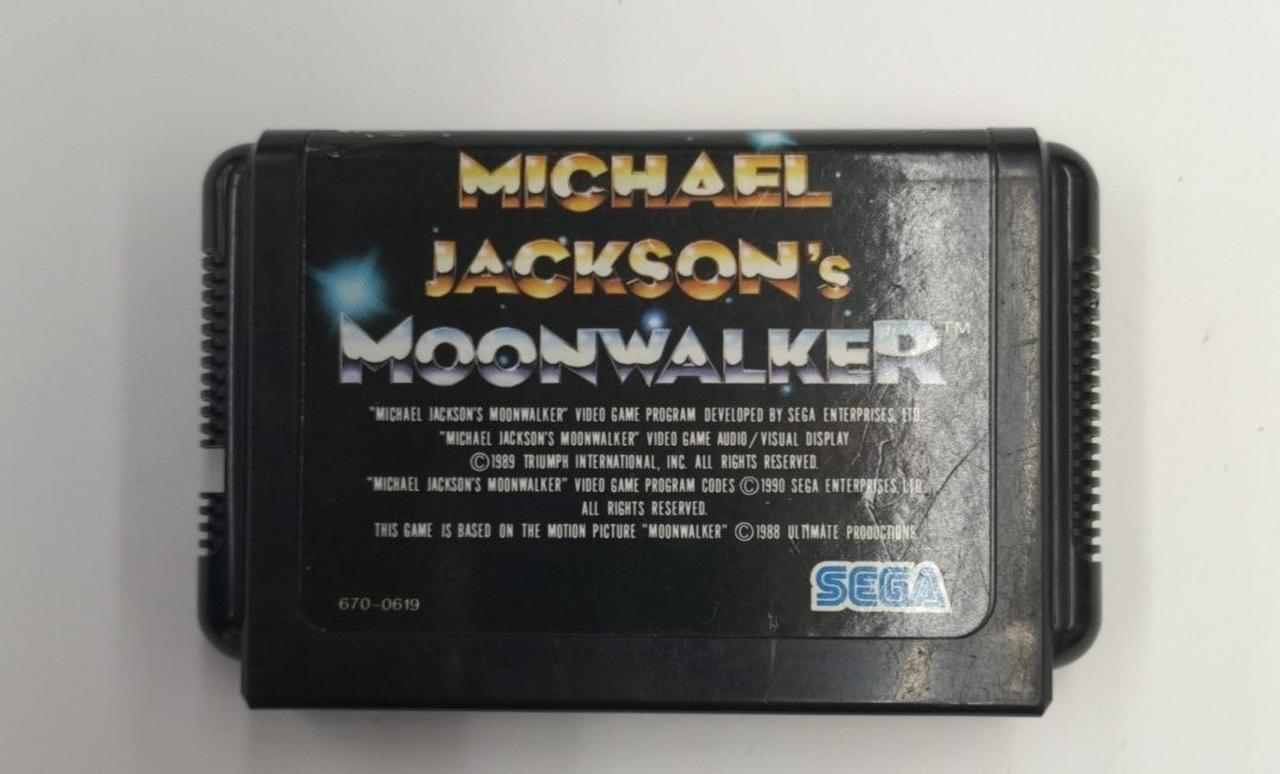 MICHAEL
JACKSON's
MOONWALKER™
"MICHAEL JACKSON'S MOONWALKER" VIDEO GAME PROGRAM DEVELOPED BY SEGA ENTERPRISES, LTD.
"MICHAEL JACKSON'S MOONWALKER" VIDEO GAME AUDIO/VISUAL DISPLAY
©1989 TRIUMPH INTERNATIONAL, INC. ALL RIGHTS RESERVED.
"MICHAEL JACKSON'S MOONWALKER" VIDEO GAME PROGRAM CODES ©1990 SEGA ENTERPRISES, LTD.
ALL RIGHTS RESERVED.
THIS GAME IS BASED ON THE MOTION PICTURE "MOONWALKER" ©1988 ULTIMATE PRODUCTIONS.
670-0619
SEGA